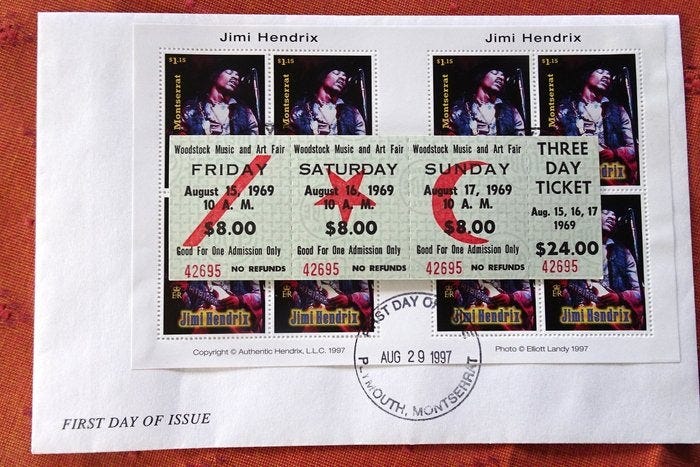 Jimi Hendrix
Jimi Hendrix
$1.15
$1.15
$1.15
$1.15
Montserrat
Montserrat
Montserrat
Montserrat
Woodstock Music and Art Fair
FRIDAY
August 15, 1969
10 A. M.
$8.00
Good For One Admission Only
42695 NO REFUNDS
Woodstock Music and Art Fair
SATURDAY
August 16, 1969
10 A. M.
$8.00
Good For One Admission Only
42695 NO REFUNDS
Woodstock Music and Art Fair
SUNDAY
August 17, 1969
10 A. M.
$8.00
Good For One Admission Only
42695 NO REFUNDS
THREE
DAY
TICKET
Aug. 15, 16, 17
1969
$24.00
42695
Jimi Hendrix
Jimi Hendrix
Jimi Hendrix
Jimi Hendrix
Copyright © Authentic Hendrix, L.L.C. 1997
Photo © Elliott Landy 1997
FIRST DAY OF
AUG 29 1997
PLYMOUTH, MONTSERRAT
FIRST DAY OF ISSUE